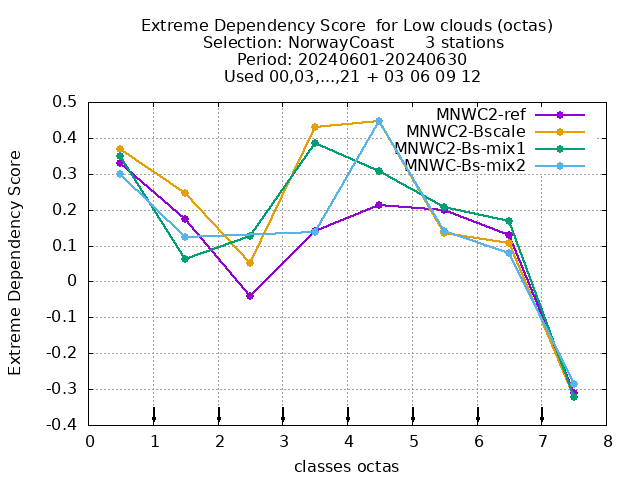 Extreme Dependency Score  for Low clouds (octas)
Selection: NorwayCoast      3 stations
Period: 20240601-20240630
Used 00,03,...,21 + 03 06 09 12
MNWC2-ref
MNWC2-Bscale
MNWC2-Bs-mix1
MNWC-Bs-mix2
Extreme Dependency Score
0.5
0.4
0.3
0.2
0.1
0
-0.1
-0.2
-0.3
-0.4
0 1 2 3 4 5 6 7 8
classes octas